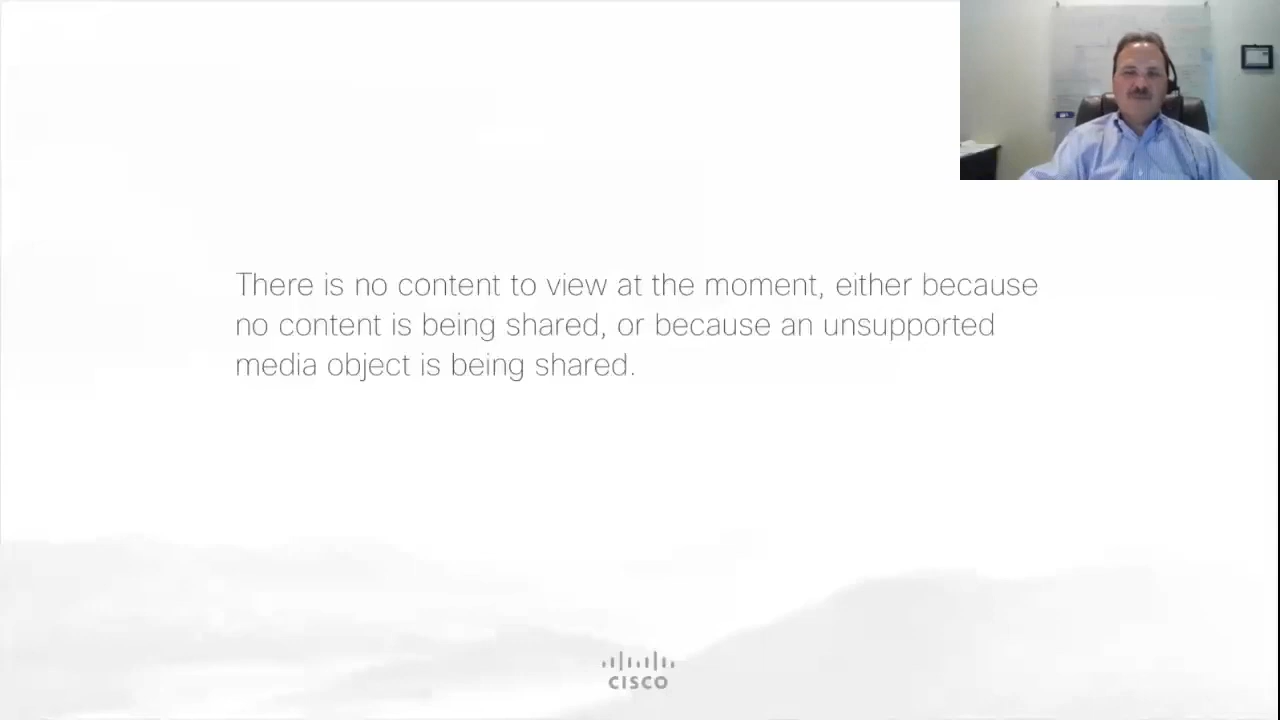 There is no content to view at the moment, either because
no content is being shared, or because an unsupported
media object is being shared.
CISCO